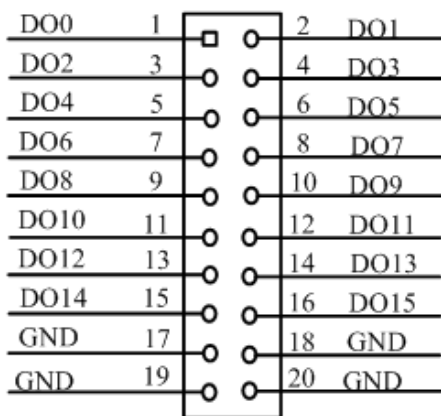 DO0 1 2 DO1
DO2 3 4 DO3
DO4 5 6 DO5
DO6 7 8 DO7
DO8 9 10 DO9
DO10 11 12 DO11
DO12 13 14 DO13
DO14 15 16 DO15
GND 17 18 GND
GND 19 20 GND